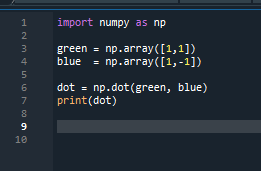 1 import numpy as np
2
3 green = np.array([1,1])
4 blue  = np.array([1,-1])
5
6 dot = np.dot(green, blue)
7 print(dot)
8
9
10